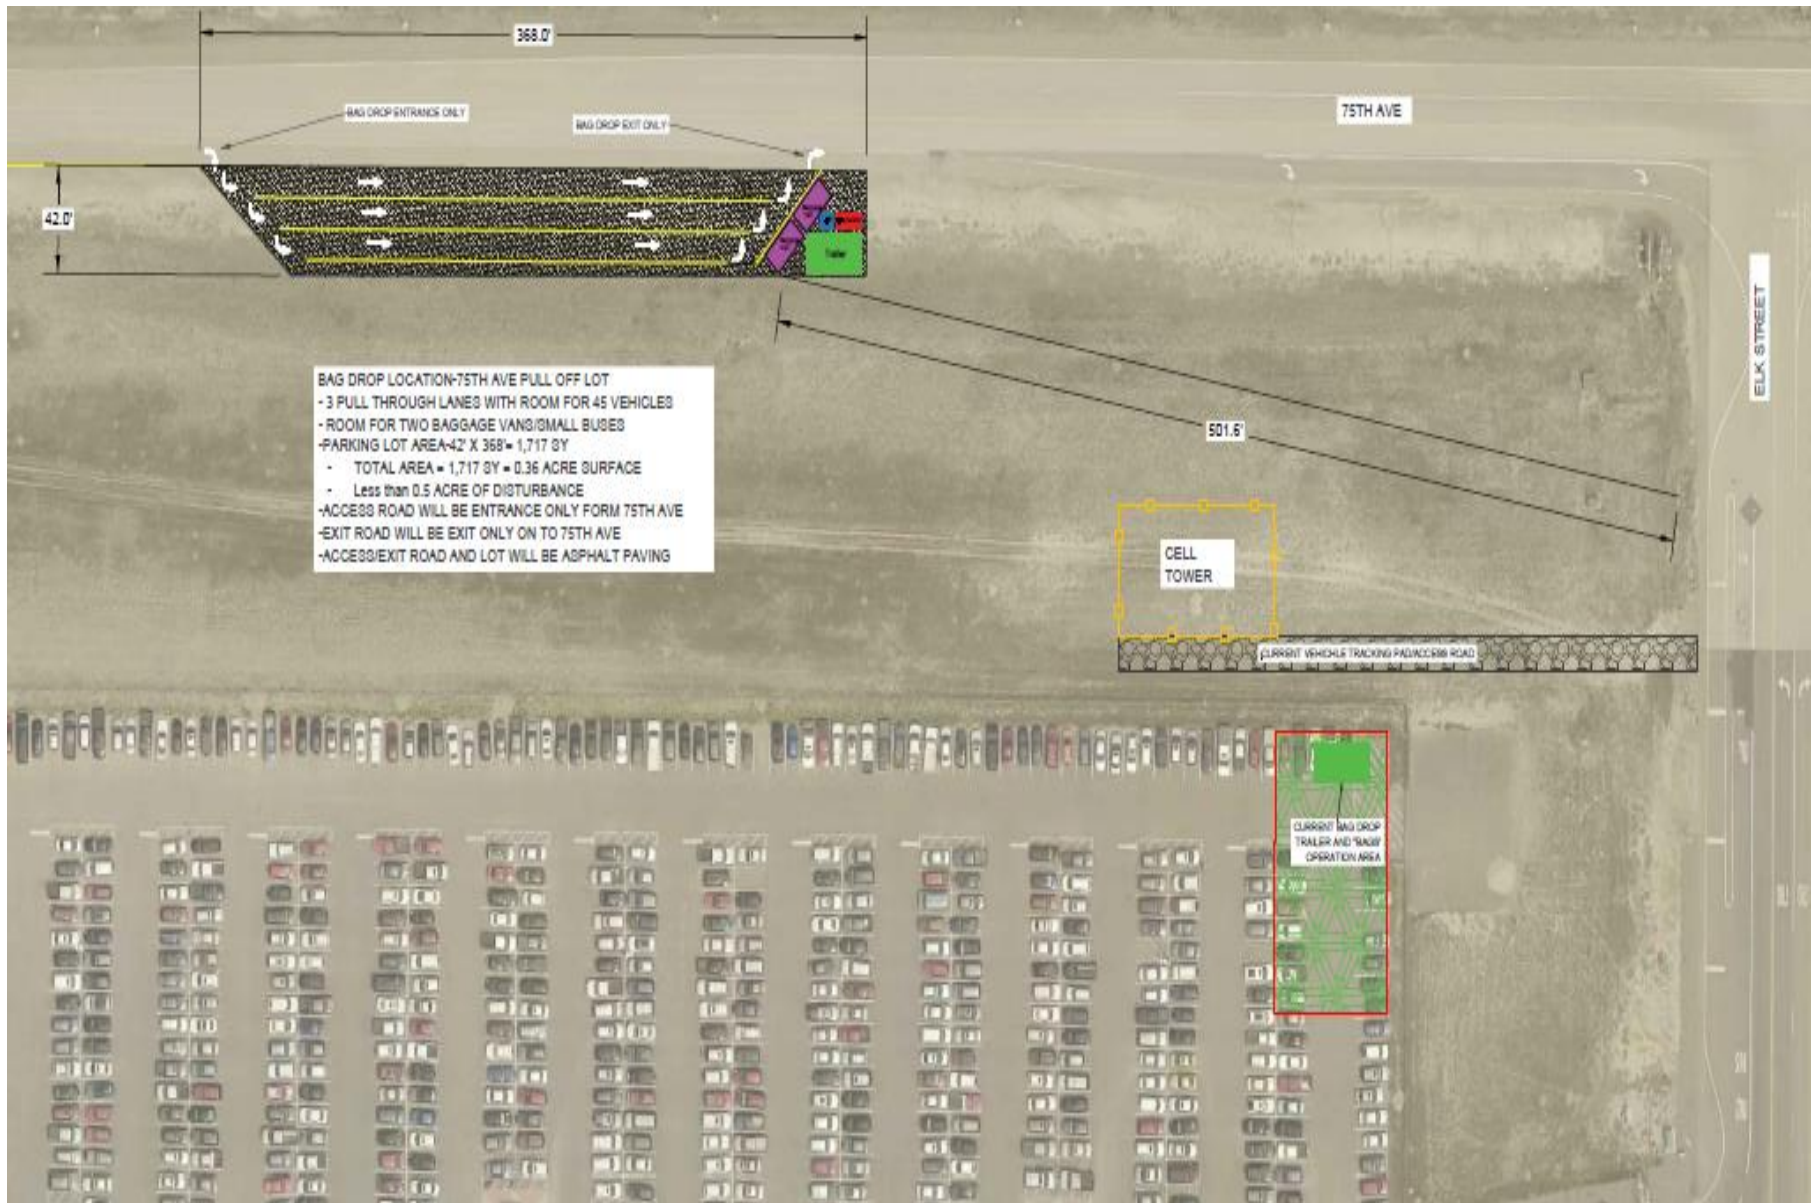 368.0'
BAG DROP ENTRANCE ONLY
BAG DROP EXIT ONLY
75TH AVE
42.0'
Trailer
ELK STREET
BAG DROP LOCATION-75TH AVE PULL OFF LOT
- 3 PULL THROUGH LANES WITH ROOM FOR 45 VEHICLES
- ROOM FOR TWO BAGGAGE VANS/SMALL BUSES
-PARKING LOT AREA-42' X 368'= 1,717 SY
- TOTAL AREA = 1,717 SY = 0.36 ACRE SURFACE
- Less than 0.5 ACRE OF DISTURBANCE
-ACCESS ROAD WILL BE ENTRANCE ONLY FORM 75TH AVE
-EXIT ROAD WILL BE EXIT ONLY ON TO 75TH AVE
-ACCESS/EXIT ROAD AND LOT WILL BE ASPHALT PAVING
501.6'
CELL
TOWER
CURRENT VEHICHLE TRACKING PAD/ACCESS ROAD
CURRENT BAG DROP
TRAILER AND "BAGS"
OPERATION AREA